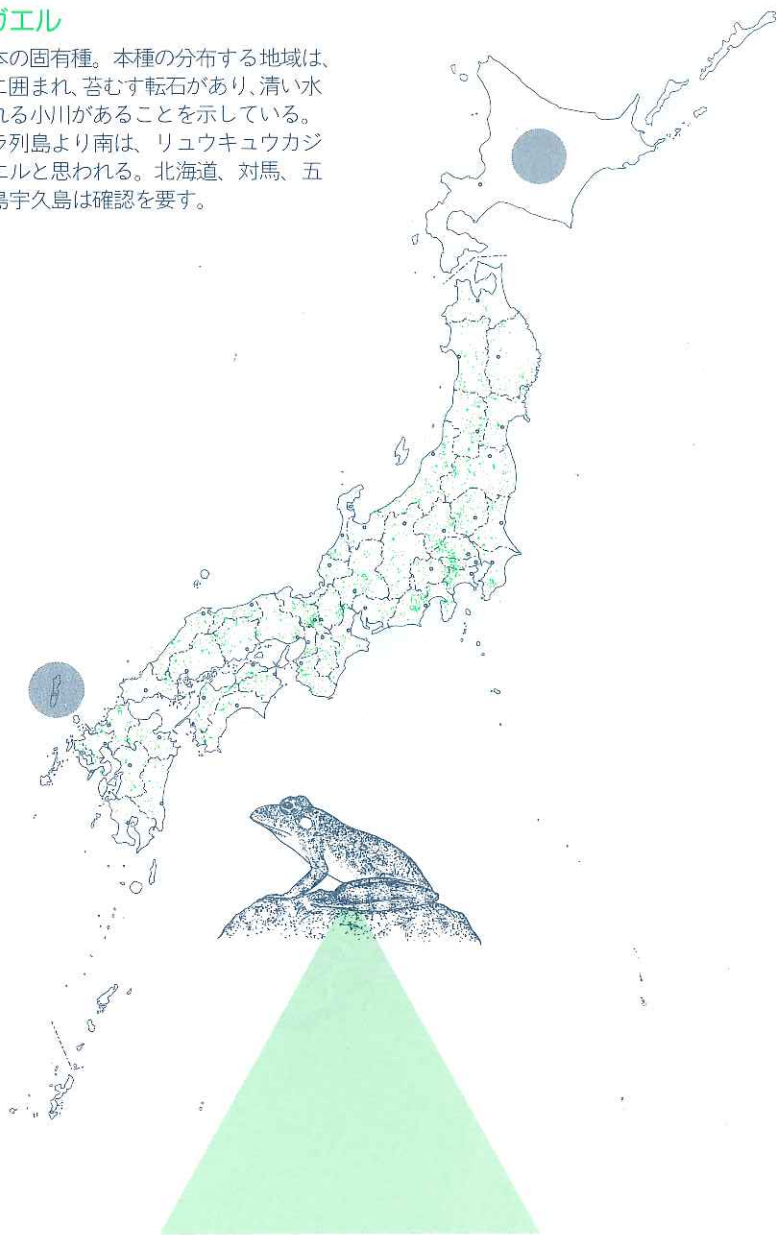 ガエル
本の固有種。本種の分布する地域は、
に囲まれ、苔むす転石があり、清い水
れる小川があることを示している。
ラ列島より南は、リュウキュウカジ
エルと思われる。北海道、対馬、五
島宇久島は確認を要す。